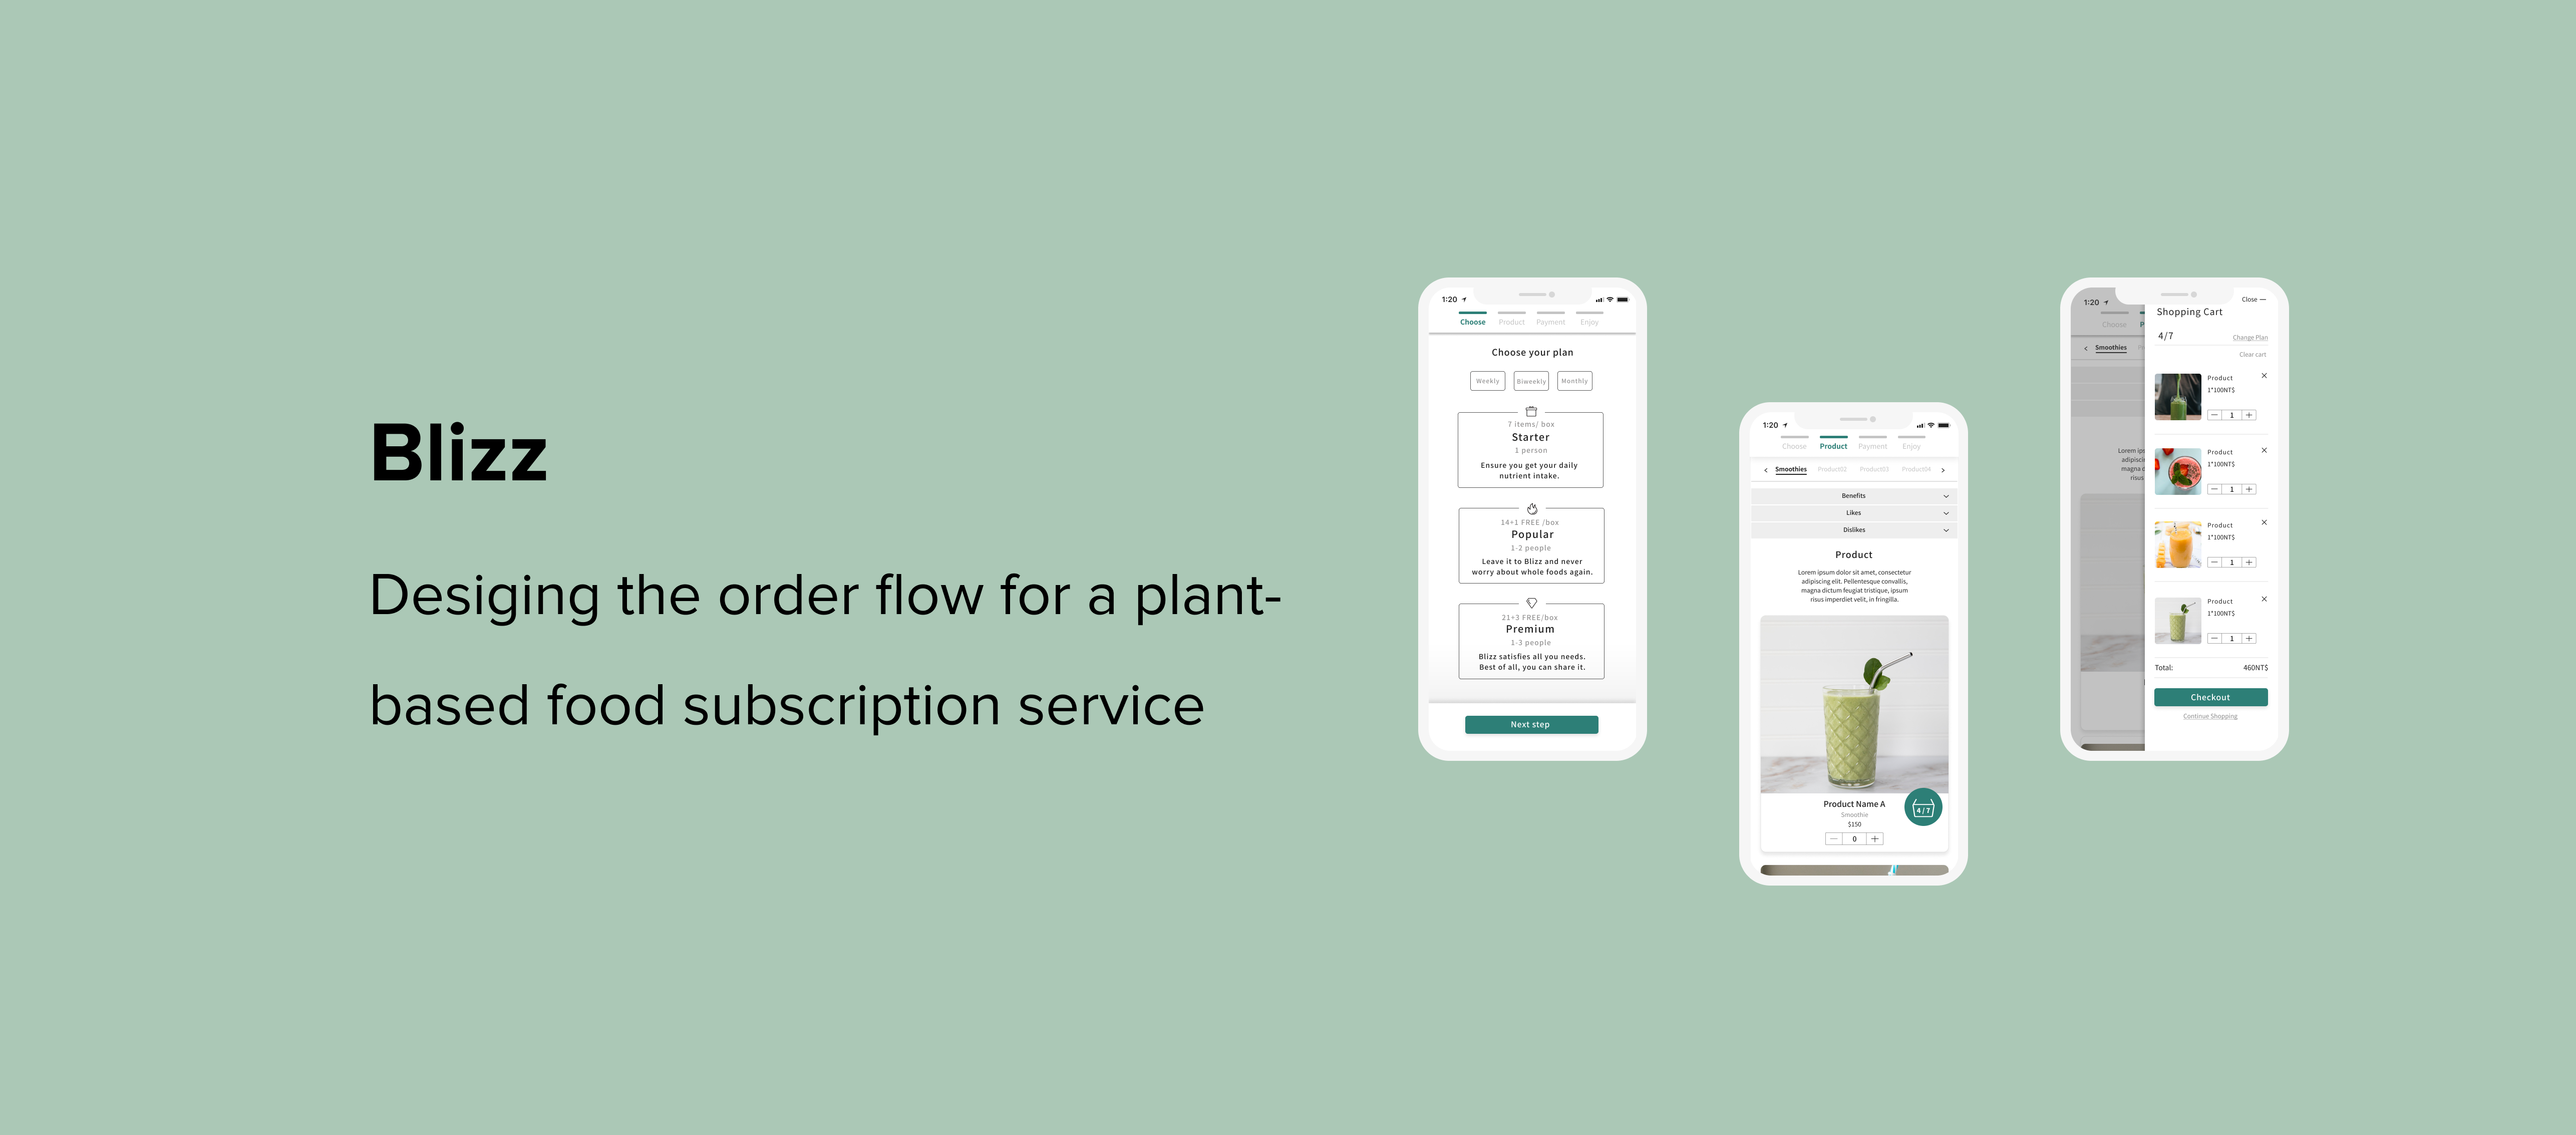 Blizz
Desiging the order flow for a plant-
based food subscription service
1:20
Choose Product Payment Enjoy
Choose your plan
Weekly Biweekly Monthly
7 items/ box
Starter
1 person
Ensure you get your daily
nutrient intake.
14+1 FREE /box
Popular
1-2 people
Leave it to Blizz and never
worry about whole foods again.
21+3 FREE/box
Premium
1-3 people
Blizz satisfies all you needs.
Best of all, you can share it.
Next step
1:20
Choose Product Payment Enjoy
Smoothies Product02 Product03 Product04
Benefits
Likes
Dislikes
Product
Lorem ipsum dolor sit amet, consectetur
adipiscing elit. Pellentesque convallis,
magna dictum feugiat tristique, ipsum
risus imperdiet velit, in fringilla.
Product Name A
Smoothie
$150
0
4 / 7
1:20
Choose P
Smoothies
Lorem ips
adipisci
magna d
risus
Close
Shopping Cart
4/7 Change Plan
Clear cart
Product
1*100NT$
1
Product
1*100NT$
1
Product
1*100NT$
1
Product
1*100NT$
1
Total: 460NT$
Checkout
Continue Shopping